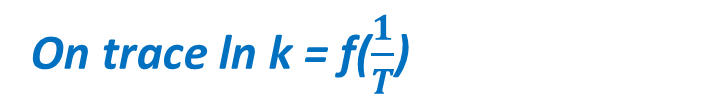 On trace ln k = f(1/T)